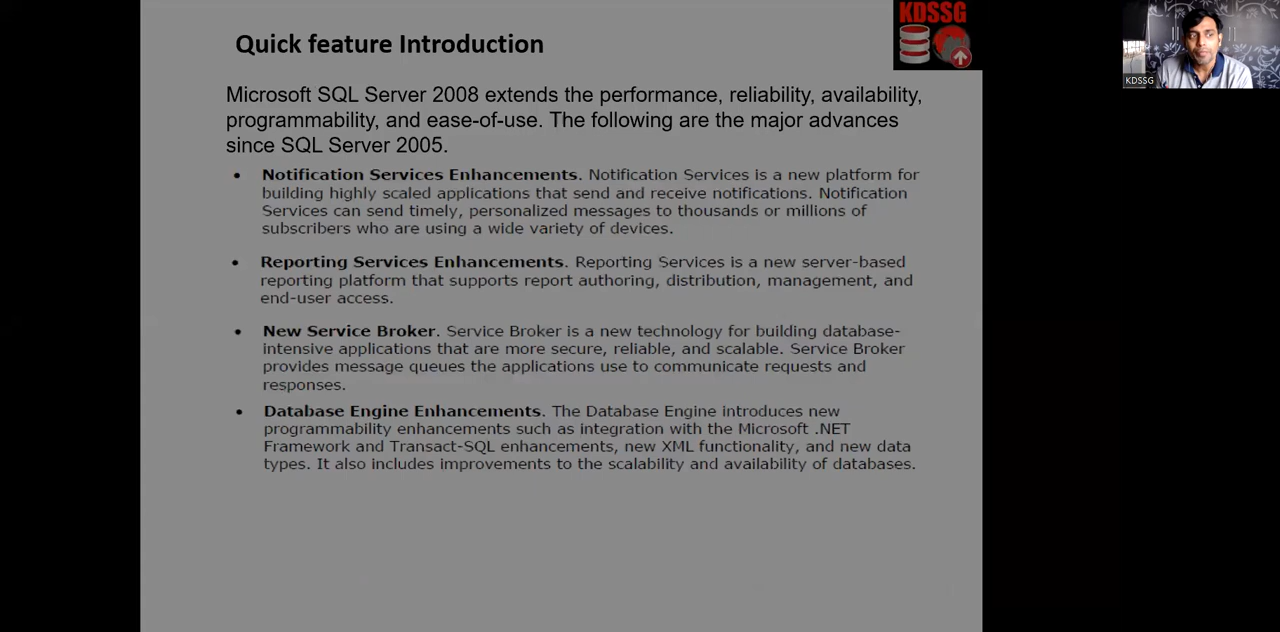 Quick feature Introduction
KDSSG
KDSSG
Microsoft SQL Server 2008 extends the performance, reliability, availability,
programmability, and ease-of-use. The following are the major advances
since SQL Server 2005.
• Notification Services Enhancements. Notification Services is a new platform for
building highly scaled applications that send and receive notifications. Notification
Services can send timely, personalized messages to thousands or millions of
subscribers who are using a wide variety of devices.
• Reporting Services Enhancements. Reporting Services is a new server-based
reporting platform that supports report authoring, distribution, management, and
end-user access.
• New Service Broker. Service Broker is a new technology for building database-
intensive applications that are more secure, reliable, and scalable. Service Broker
provides message queues the applications use to communicate requests and
responses.
• Database Engine Enhancements. The Database Engine introduces new
programmability enhancements such as integration with the Microsoft .NET
Framework and Transact-SQL enhancements, new XML functionality, and new data
types. It also includes improvements to the scalability and availability of databases.